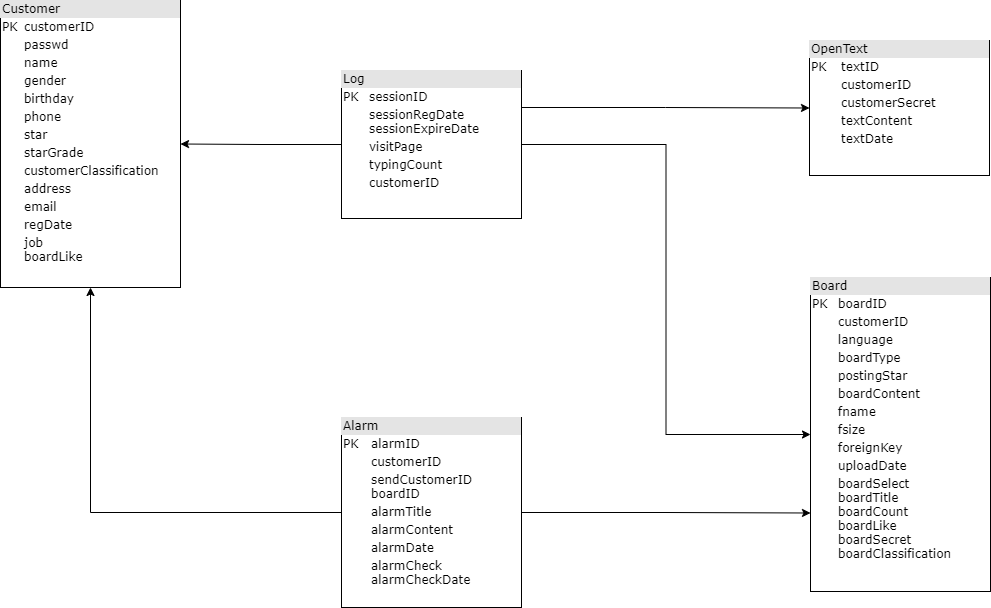 Customer
PK customerID
passwd
name
gender
birthday
phone
star
starGrade
customerClassification
address
email
regDate
job
boardLike
Log
PK sessionID
sessionRegDate
sessionExpireDate
visitPage
typingCount
customerID
OpenText
PK textID
customerID
customerSecret
textContent
textDate
Alarm
PK alarmID
customerID
sendCustomerID
boardID
alarmTitle
alarmContent
alarmDate
alarmCheck
alarmCheckDate
Board
PK boardID
customerID
language
boardType
postingStar
boardContent
fname
fsize
foreignKey
uploadDate
boardSelect
boardTitle
boardCount
boardLike
boardSecret
boardClassification